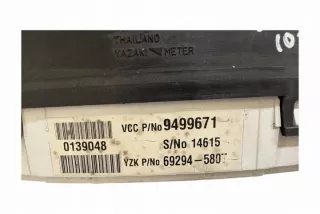 THAILAND
YAZAKI METER
VCC P/No 9499671
0139048
S/No 14615
YZK P/No 69294-580